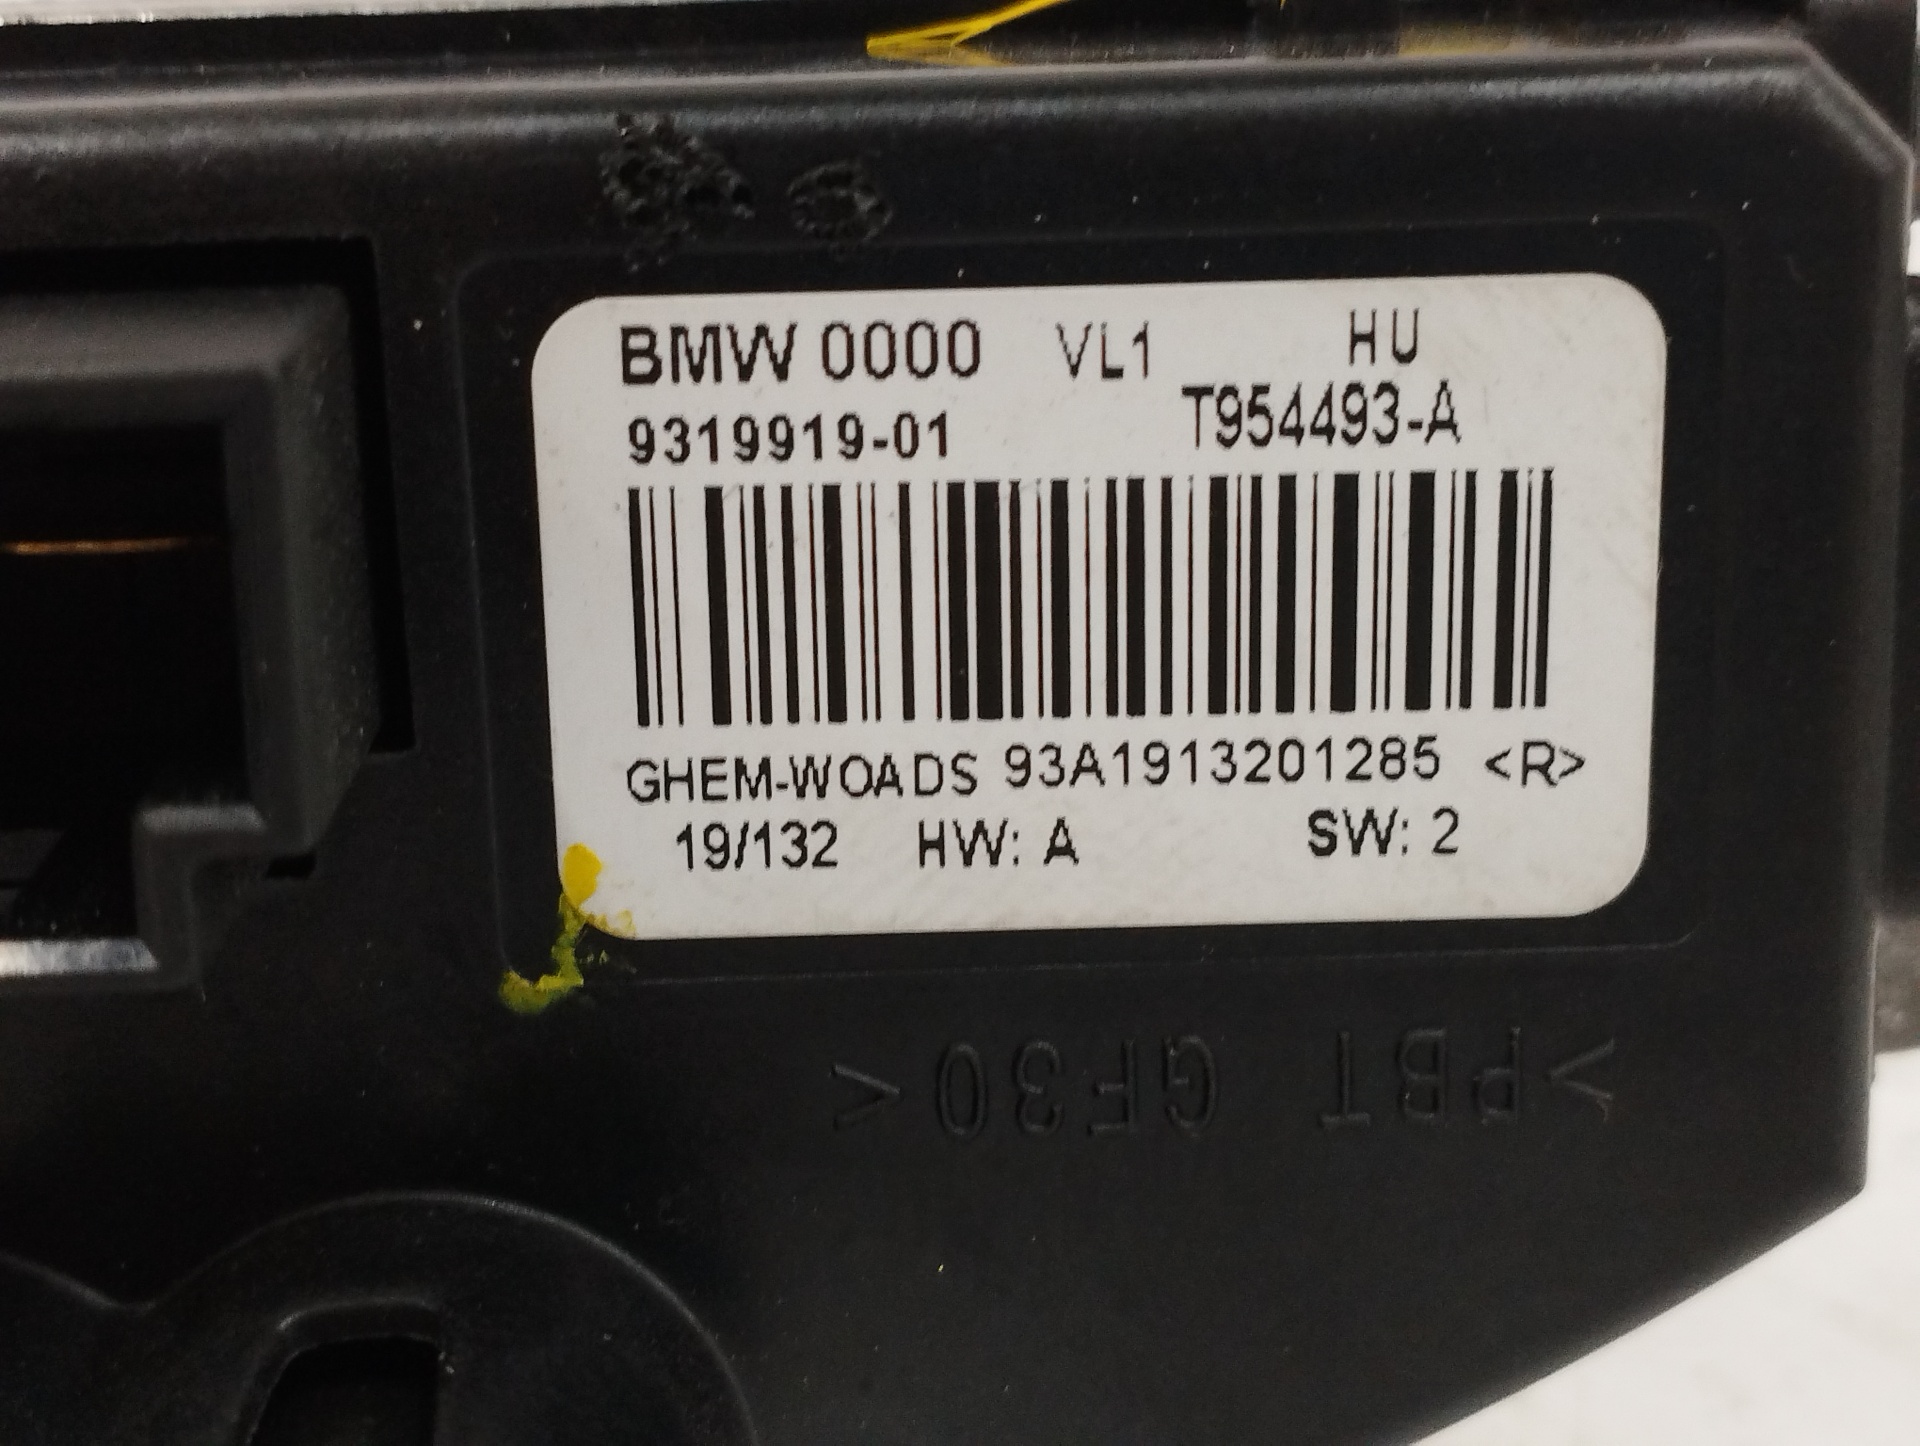 BMW 0000 VL1 HU
9319919-01 T954493-A
GHEM-WOADS 93A1913201285 <R>
19/132 HW: A SW: 2
>PBT GF30<